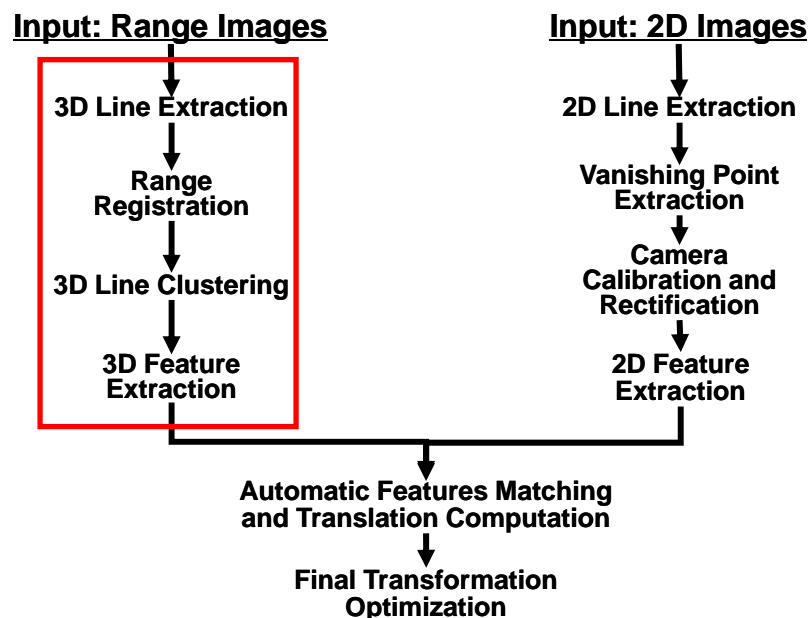 Input: Range Images
3D Line Extraction
Range
Registration
3D Line Clustering
3D Feature
Extraction
Input: 2D Images
2D Line Extraction
Vanishing Point
Extraction
Camera
Calibration and
Rectification
2D Feature
Extraction
Automatic Features Matching
and Translation Computation
Final Transformation
Optimization